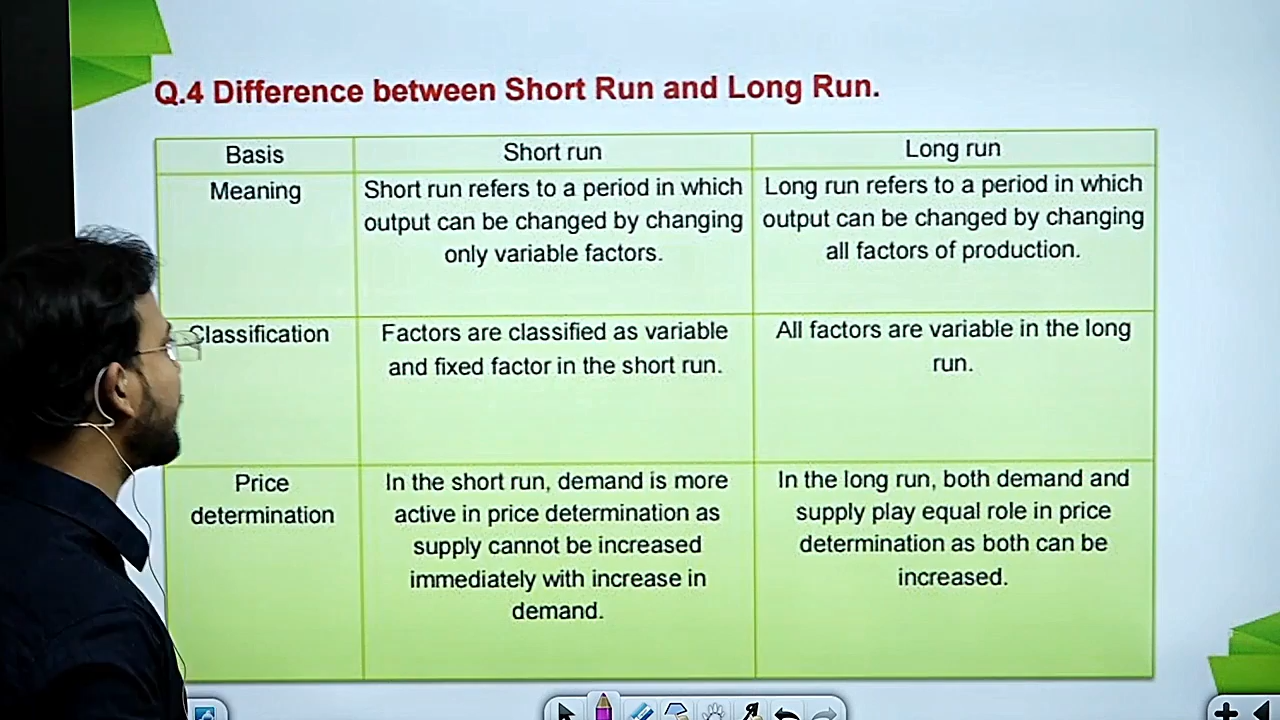 Q.4 Difference between Short Run and Long Run.
Basis
Short run
Long run
Meaning
Short run refers to a period in which
output can be changed by changing
only variable factors.
Long run refers to a period in which
output can be changed by changing
all factors of production.
Classification
Factors are classified as variable
and fixed factor in the short run.
All factors are variable in the long
run.
Price
determination
In the short run, demand is more
active in price determination as
supply cannot be increased
immediately with increase in
demand.
In the long run, both demand and
supply play equal role in price
determination as both can be
increased.